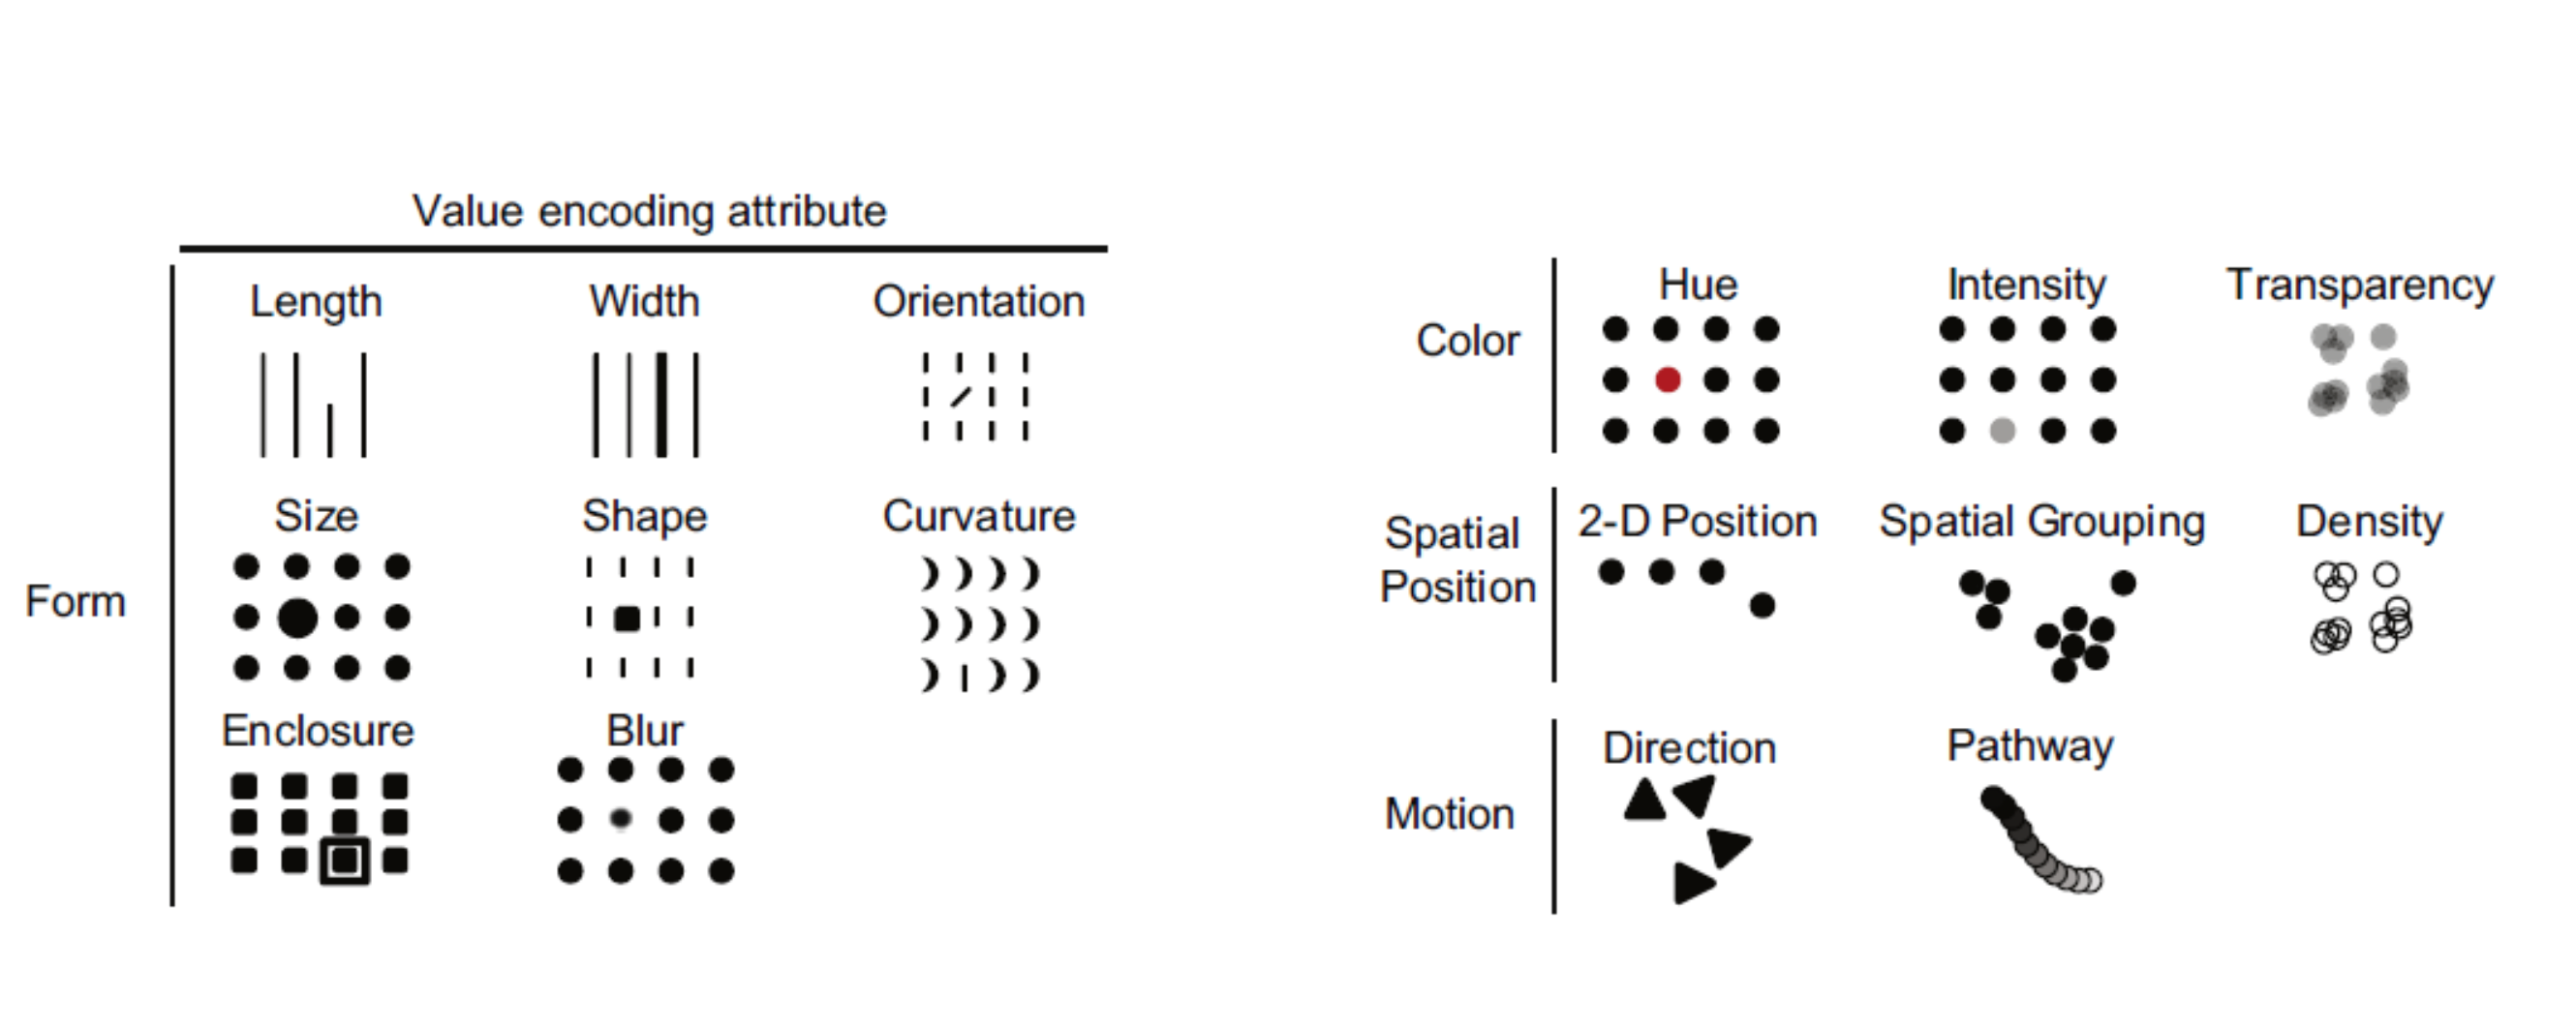 Value encoding attribute
Length Width Orientation
Size Shape Curvature
Form
Enclosure Blur
Hue Intensity Transparency
Color
2-D Position Spatial Grouping Density
Spatial
Position
Direction Pathway
Motion